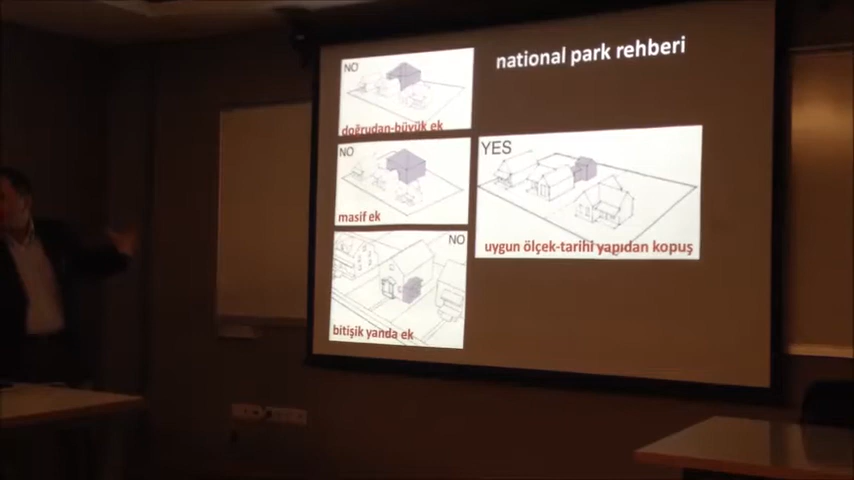 national park rehberi
NO
doğrudan-büyük ek
NO
masif ek
NO
bitişik yanda ek
YES
uygun ölçek-tarihi yapıdan kopuş